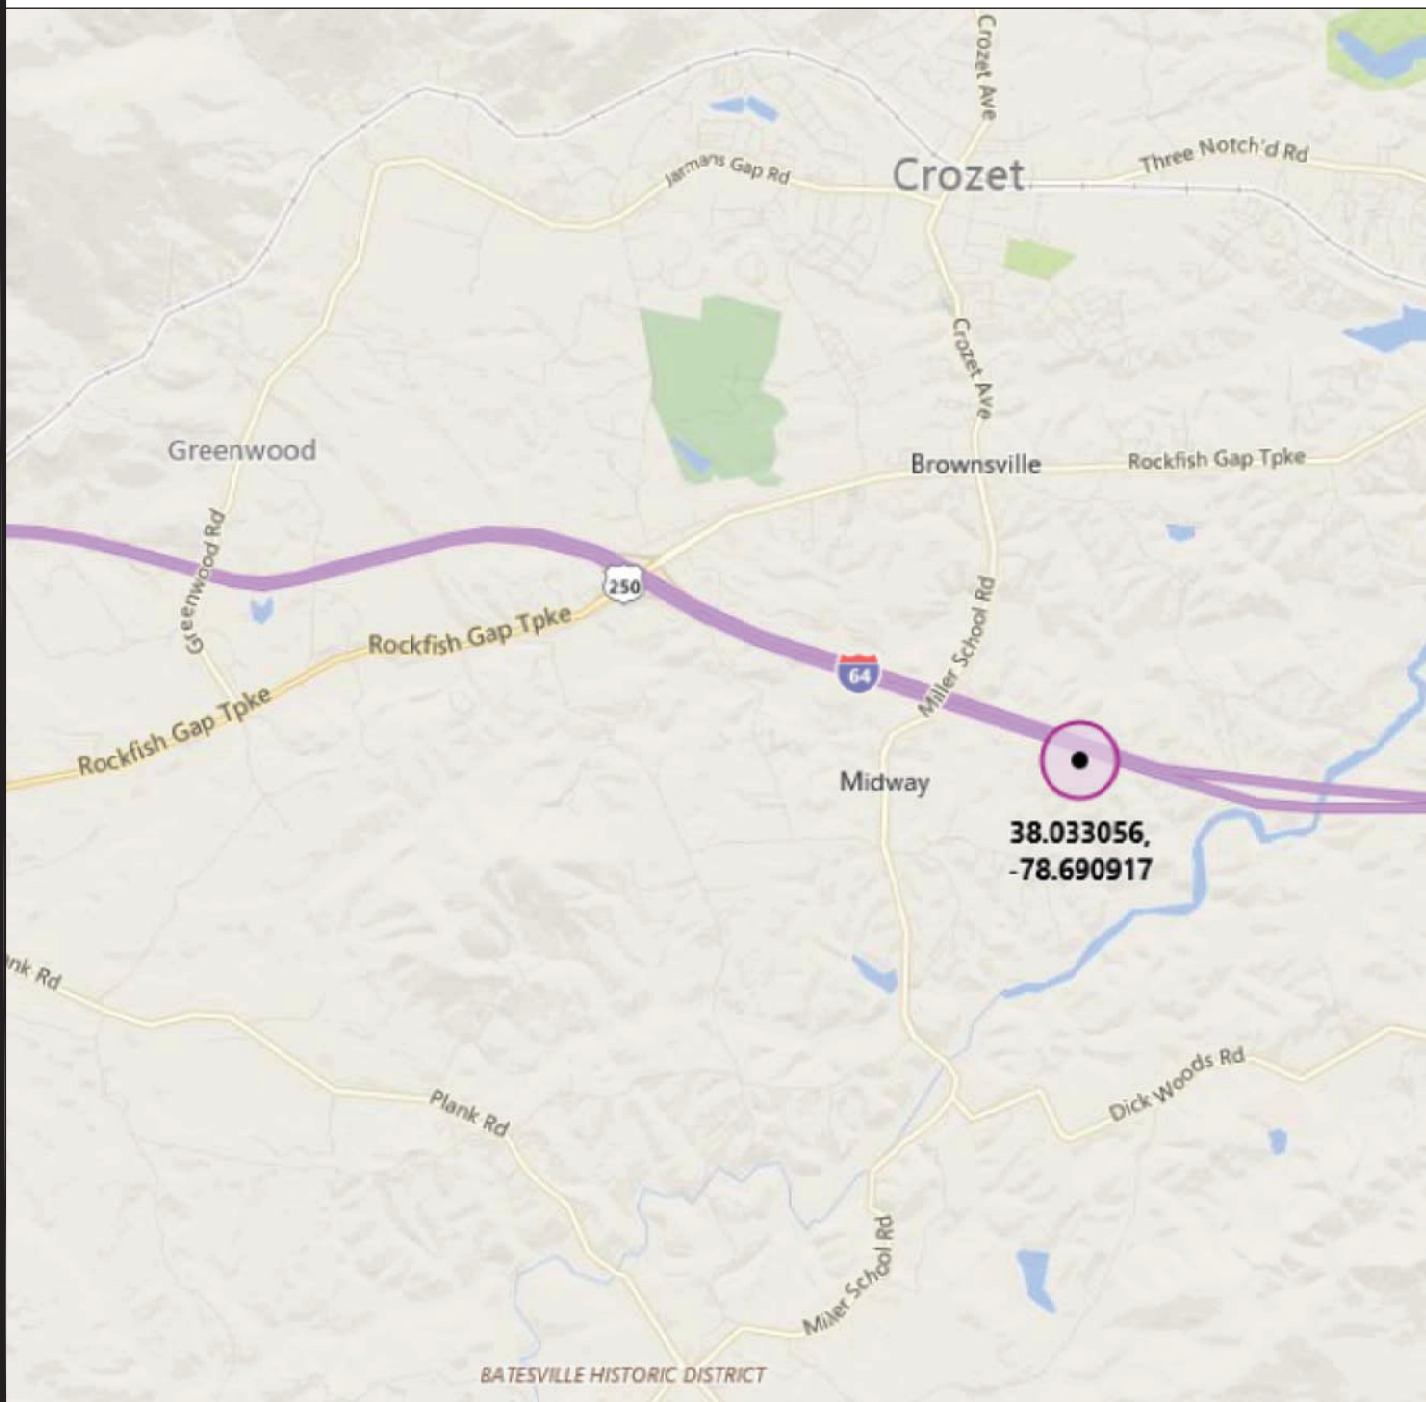 Crozet Ave
Three Notch'd Rd
Jarmans Gap Rd
Crozet
Crozet Ave
Greenwood
Brownsville
Rockfish Gap Tpke
Greenwood Rd
250
Rockfish Gap Tpke
Miller School Rd
64
Rockfish Gap Tpke
Midway
38.033056,
-78.690917
Rd
Dick Woods Rd
Plank Rd
Miller School Rd
BATESVILLE HISTORIC DISTRICT